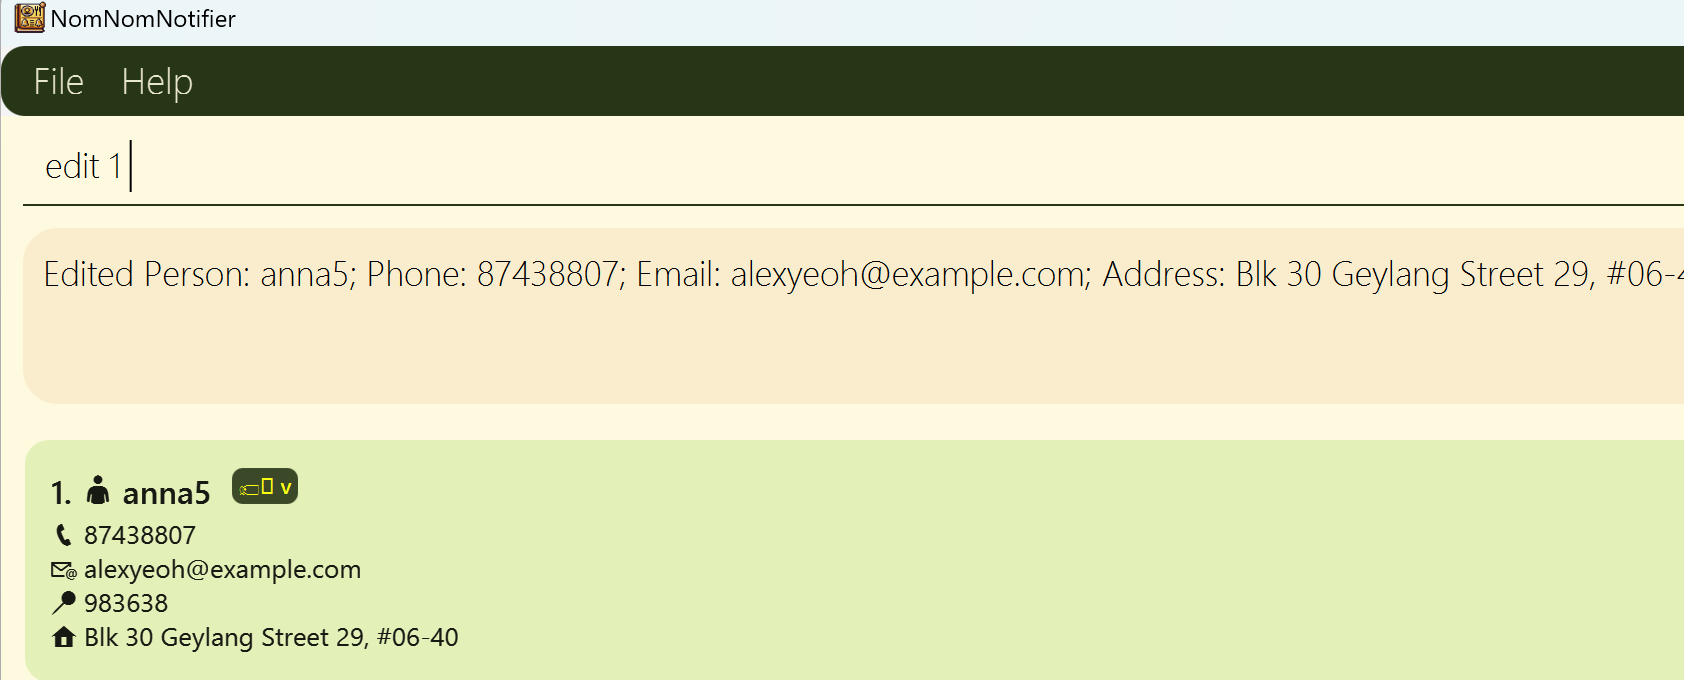 NomNomNotifier
File Help
edit 1
Edited Person: anna5; Phone: 87438807; Email: alexyeoh@example.com; Address: Blk 30 Geylang Street 29, #06-4
1. anna5 v
87438807
alexyeoh@example.com
983638
Blk 30 Geylang Street 29, #06-40